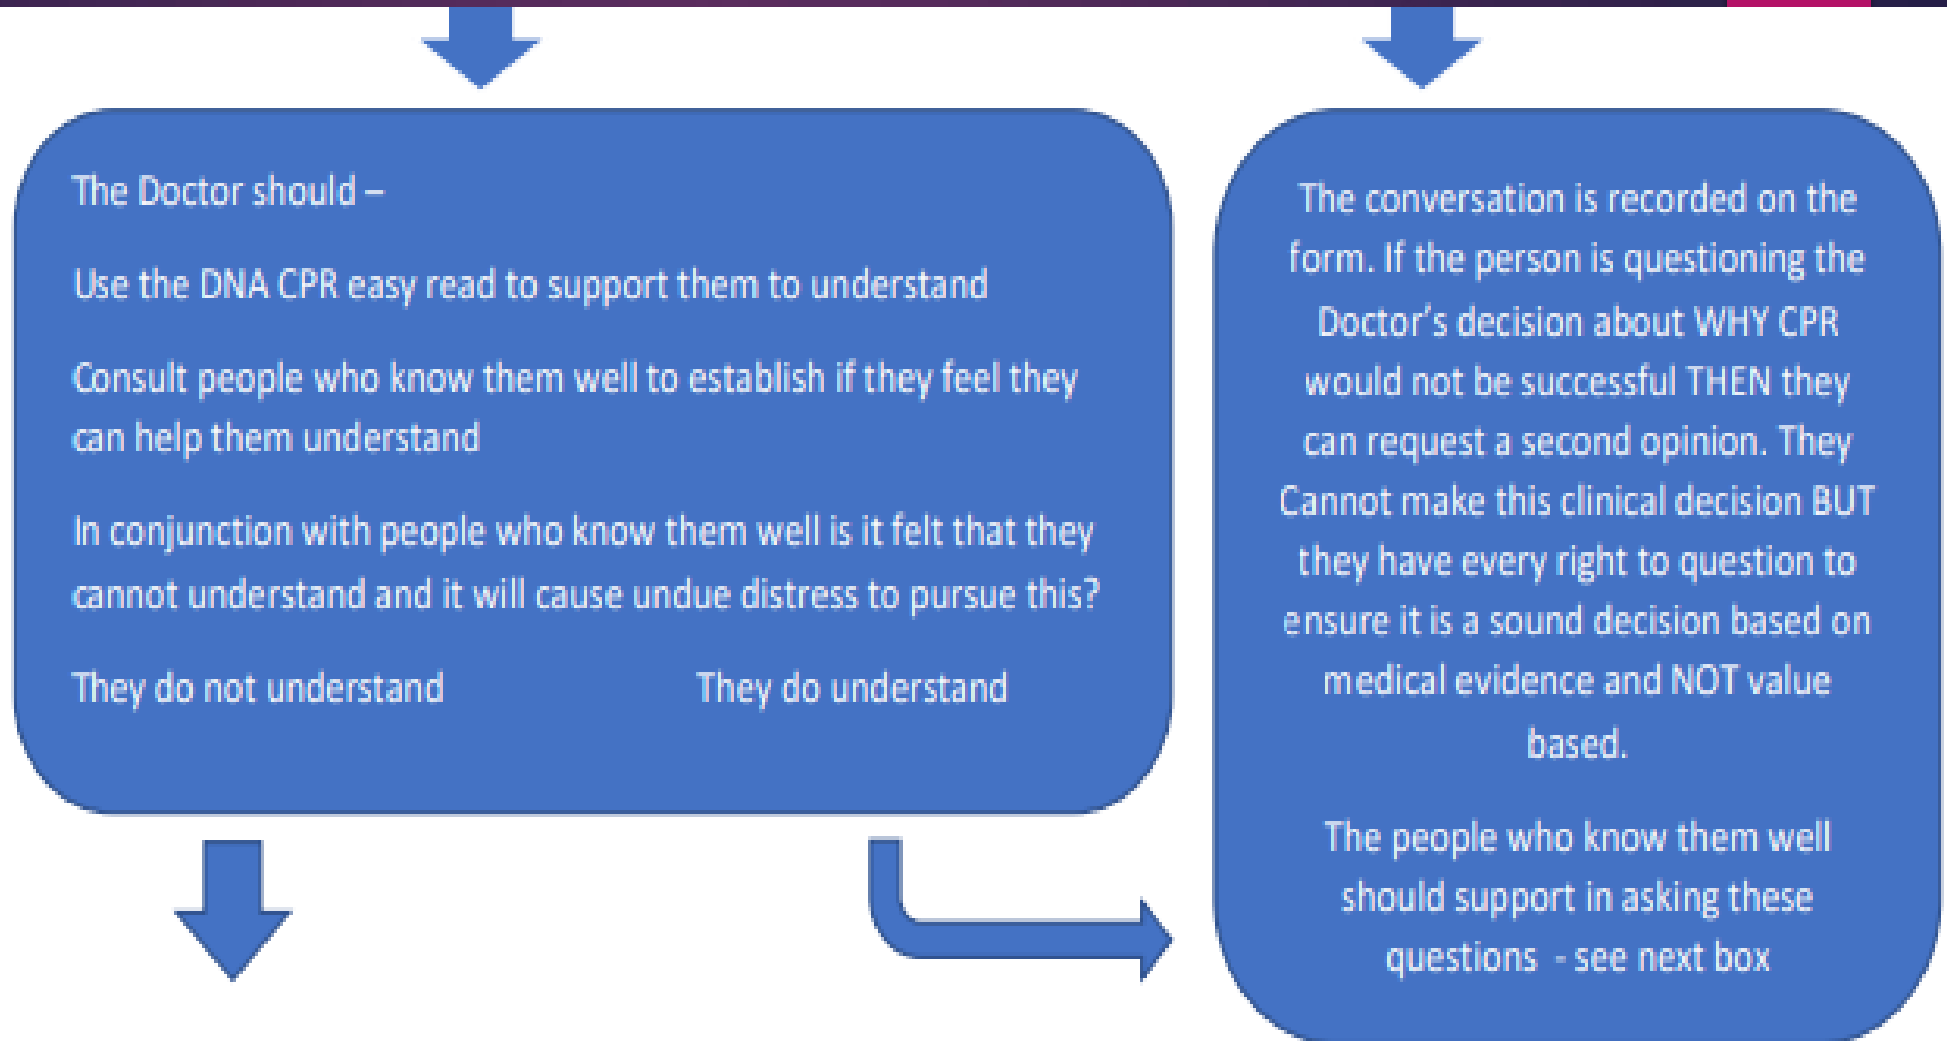 The Doctor should –
Use the DNA CPR easy read to support them to understand
Consult people who know them well to establish if they feel they
can help them understand
In conjunction with people who know them well is it felt that they
cannot understand and it will cause undue distress to pursue this?
They do not understand They do understand
The conversation is recorded on the
form. If the person is questioning the
Doctor's decision about WHY CPR
would not be successful THEN they
can request a second opinion. They
Cannot make this clinical decision BUT
they have every right to question to
ensure it is a sound decision based on
medical evidence and NOT value
based.
The people who know them well
should support in asking these
questions - see next box